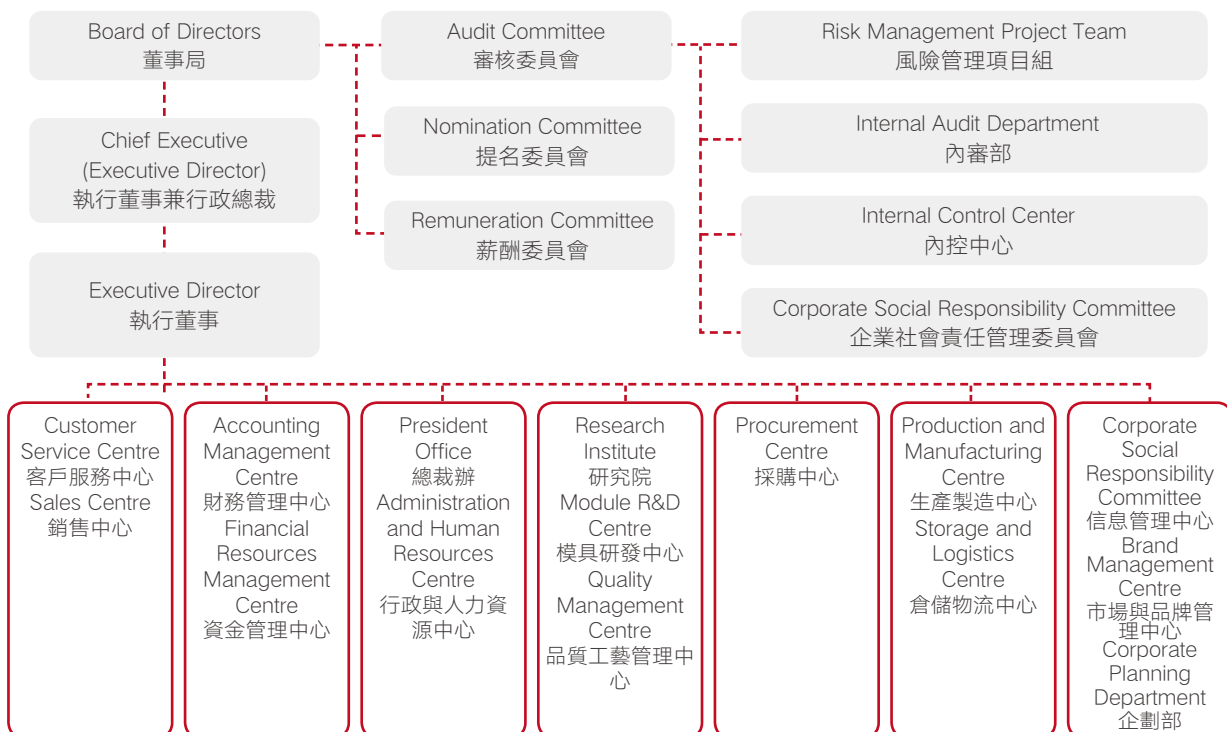 Board of Directors
董事局
Audit Committee
審核委員會
Risk Management Project Team
風險管理項目組
Chief Executive
(Executive Director)
執行董事兼行政總裁
Nomination Committee
提名委員會
Internal Audit Department
內審部
Remuneration Committee
薪酬委員會
Internal Control Center
內控中心
Executive Director
執行董事
Corporate Social Responsibility Committee
企業社會責任管理委員會
Customer
Service Centre
客戶服務中心
Sales Centre
銷售中心
Accounting
Management
Centre
財務管理中心
Financial
Resources
Management
Centre
資金管理中心
President
Office
總裁辦
Administration
and Human
Resources
Centre
行政與人力資
源中心
Research
Institute
研究院
Module R&D
Centre
模具研發中心
Quality
Management
Centre
品質工藝管理中
心
Procurement
Centre
採購中心
Production and
Manufacturing
Centre
生產製造中心
Storage and
Logistics
Centre
倉儲物流中心
Corporate
Social
Responsibility
Committee
信息管理中心
Brand
Management
Centre
市場與品牌管
理中心
Corporate
Planning
Department
企劃部